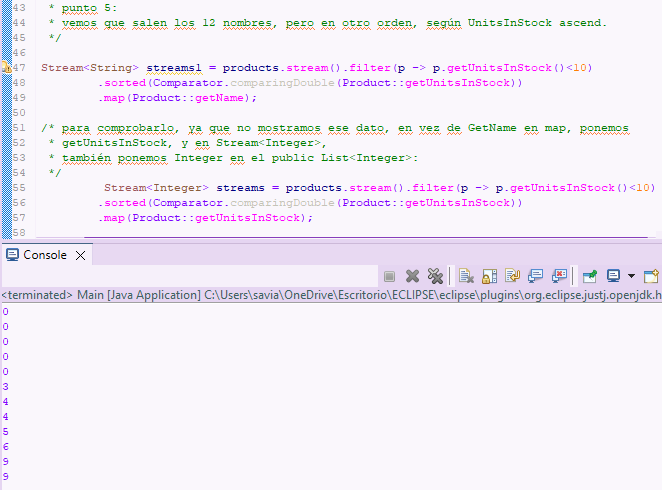 43 * punto 5:
44 * vemos que salen los 12 nombres, pero en otro orden, según UnitsInStock ascend.
45 */
46
47 Stream<String> streams1 = products.stream().filter(p -> p.getUnitsInStock()<10)
48 .sorted(Comparator.comparingDouble(Product::getUnitsInStock))
49 .map(Product::getName);
50
51 /* para comprobarlo, ya que no mostramos ese dato, en vez de GetName en map, ponemos
52 * getUnitsInStock, y en Stream<Integer>,
53 * también ponemos Integer en el public List<Integer>:
54 */
55 Stream<Integer> streams = products.stream().filter(p -> p.getUnitsInStock()<10)
56 .sorted(Comparator.comparingDouble(Product::getUnitsInStock))
57 .map(Product::getUnitsInStock);
58
Console
<terminated> Main [Java Application] C:\Users\savia\OneDrive\Escritorio\ECLIPSE\eclipse\plugins\org.eclipse.justj.openjdk.h
0
0
0
0
0
3
4
4
5
6
9
9